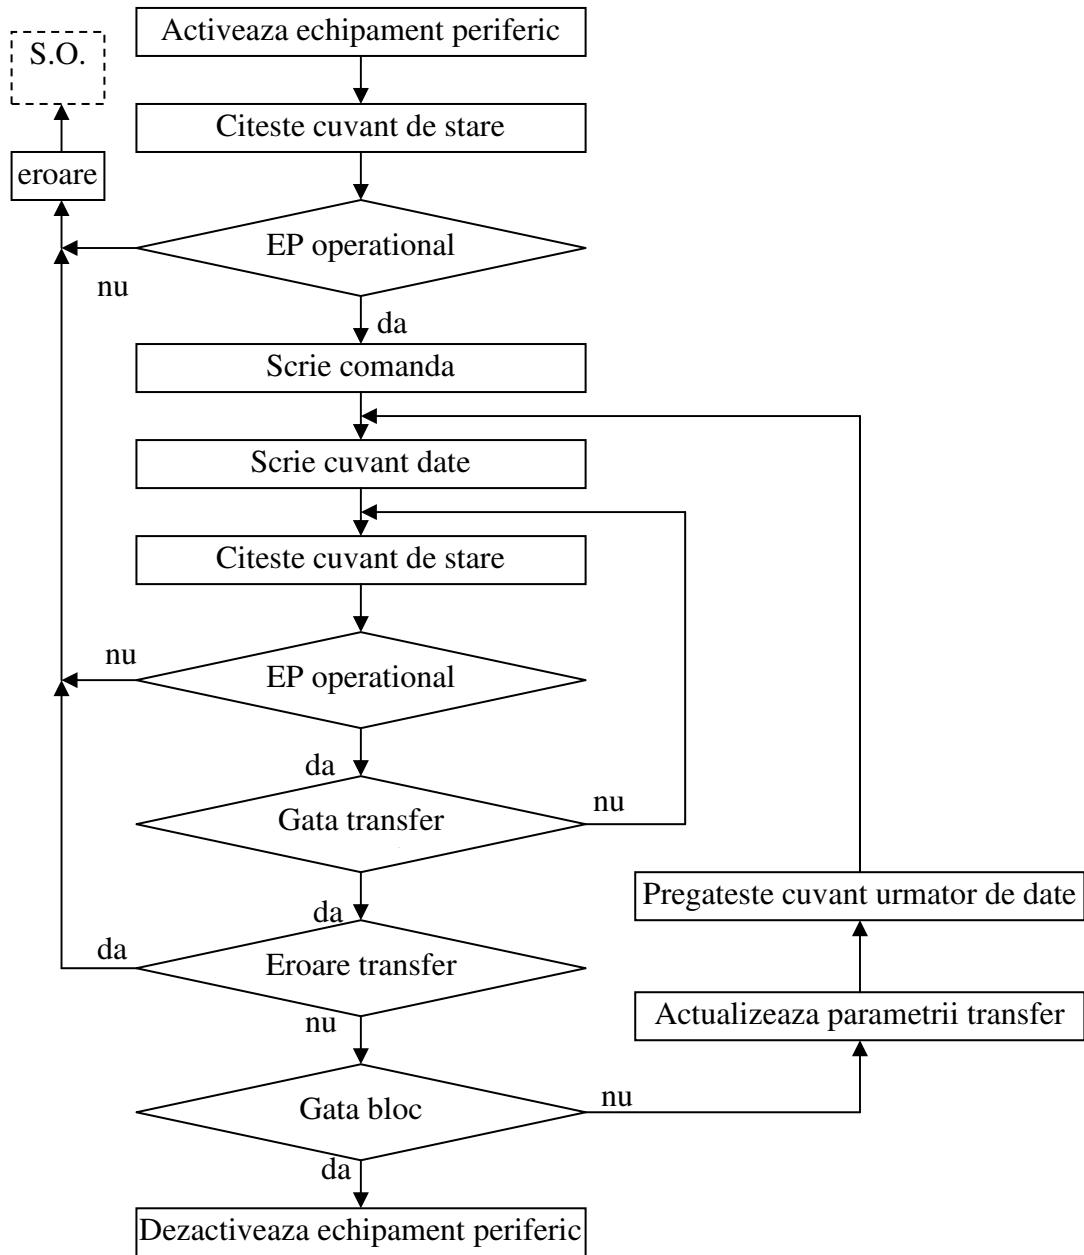 Activeaza echipament periferic
S.O.
Citeste cuvant de stare
eroare
EP operational
nu
da
Scrie comanda
Scrie cuvant date
Citeste cuvant de stare
nu
EP operational
da
nu
Gata transfer
Pregateste cuvant urmator de date
da
da
Eroare transfer
Actualizeaza parametrii transfer
nu
nu
Gata bloc
da
Dezactiveaza echipament periferic